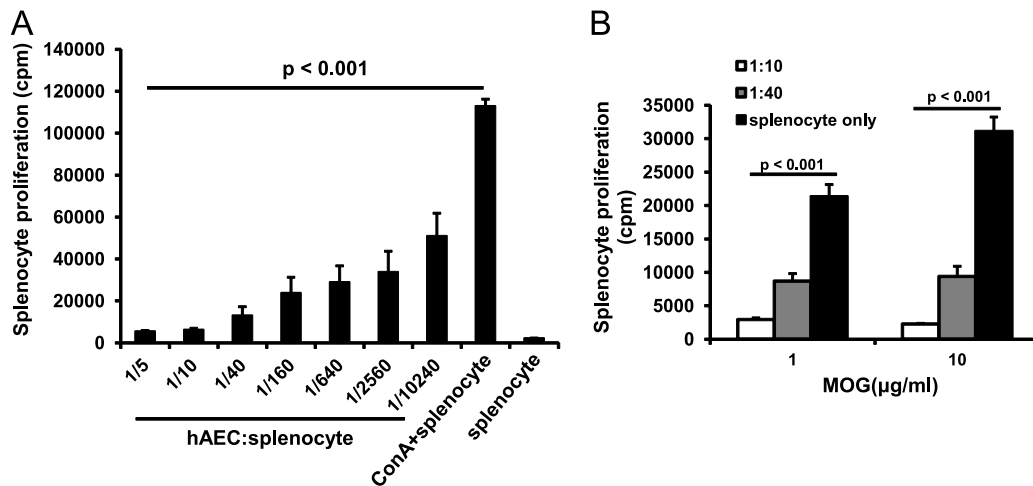 A
Splenocyte proliferation (cpm)
140000
120000
100000
80000
60000
40000
20000
0
p < 0.001
1/5
1/10
1/40
1/160
1/640
1/2560
1/10240
ConA+splenocyte
splenocyte
hAEC:splenocyte
B
1:10
1:40
splenocyte only
Splenocyte proliferation
(cpm)
35000
30000
25000
20000
15000
10000
5000
0
p < 0.001
p < 0.001
1
10
MOG(µg/ml)